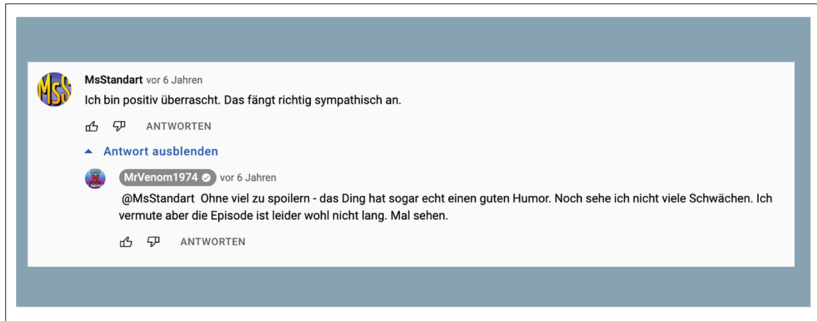 MSS
MsStandart vor 6 Jahren
Ich bin positiv überrascht. Das fängt richtig sympathisch an.
ANTWORTEN
Antwort ausblenden
MrVenom1974 vor 6 Jahren
@MsStandart Ohne viel zu spoilern - das Ding hat sogar echt einen guten Humor. Noch sehe ich nicht viele Schwächen. Ich
vermute aber die Episode ist leider wohl nicht lang. Mal sehen.
ANTWORTEN